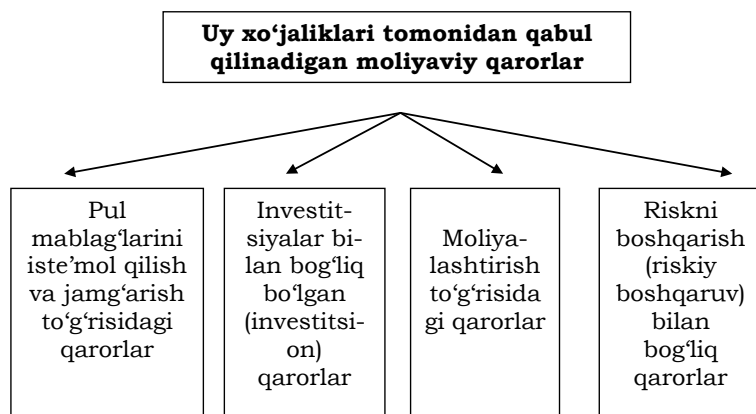 Uy xo‘jaliklari tomonidan qabul
qilinadigan moliyaviy qarorlar
Pul
mablag‘larini
iste’mol qilish
va jamg‘arish
to‘g‘risidagi
qarorlar
Investit-
siyalar bi-
lan bog‘liq
bo‘lgan
(investitsi-
on)
qarorlar
Moliya-
lashtirish
to‘g‘risida
gi qarorlar
Riskni
boshqarish
(riskiy
boshqaruv)
bilan
bog‘liq
qarorlar